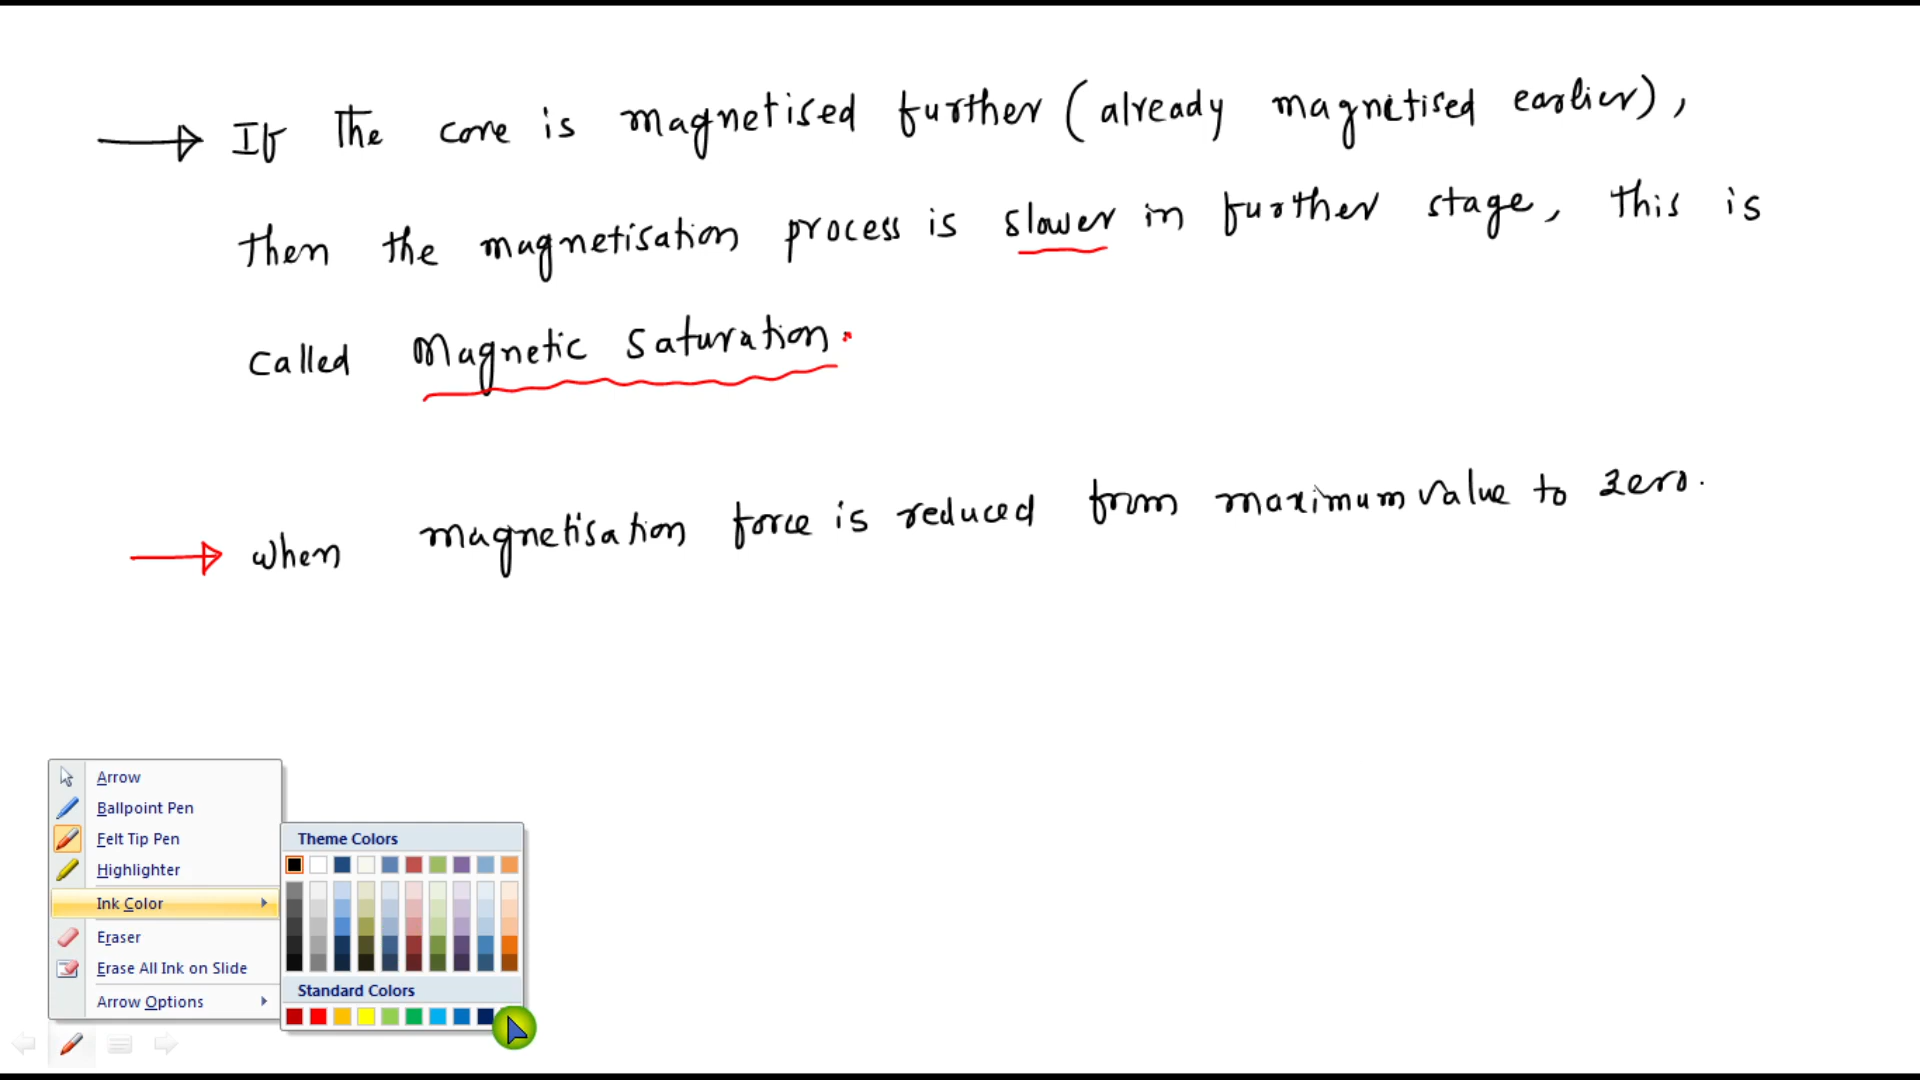 If the core is magnetised further (already magnetised earlier),
then the magnetisation process is slower in further stage, this is
called Magnetic Saturation.
when magnetisation force is reduced from maximum value to zero.
Arrow
Ballpoint Pen
Felt Tip Pen
Highlighter
Ink Color
Eraser
Erase All Ink on Slide
Arrow Options
Theme Colors
Standard Colors